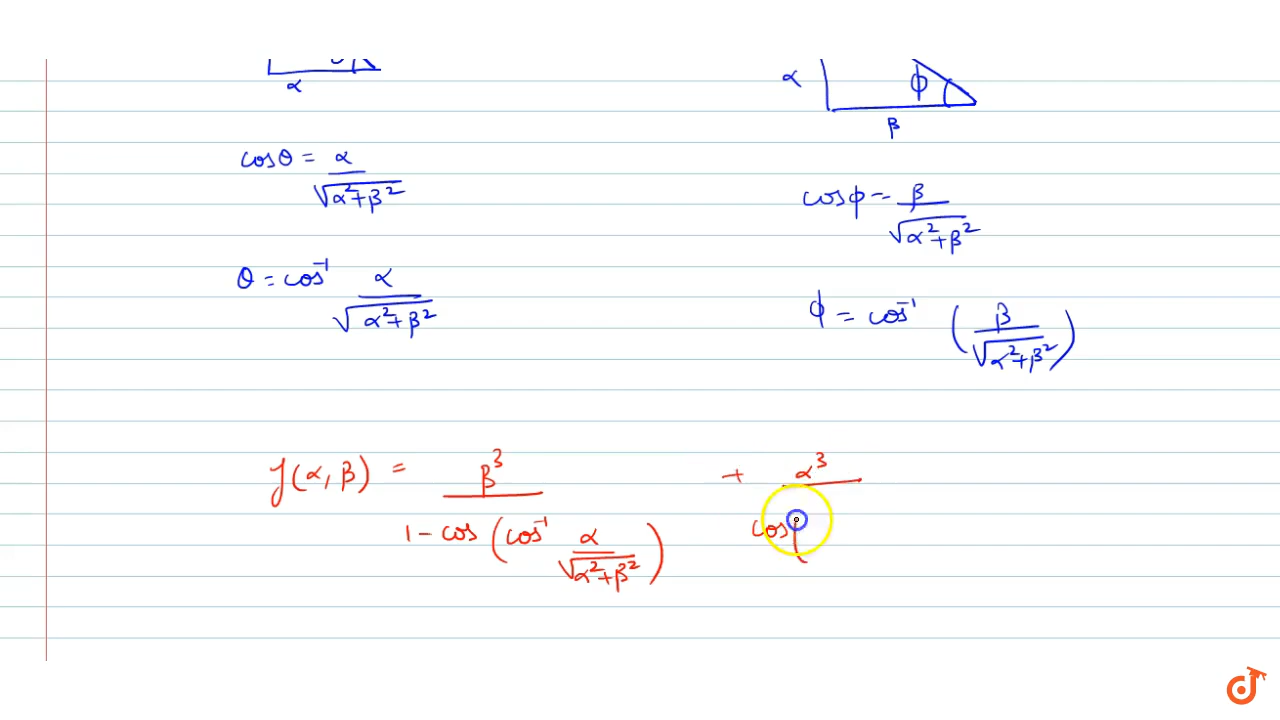 α
α ϕ
β
cosθ = α/√(α²+β²)
cosϕ = β/√(α²+β²)
θ = cos⁻¹ α/√(α²+β²)
ϕ = cos⁻¹ (β/√(α²+β²))
f(α, β) = β³/(1 - cos(cos⁻¹ α/√(α²+β²))) + α³/cos(